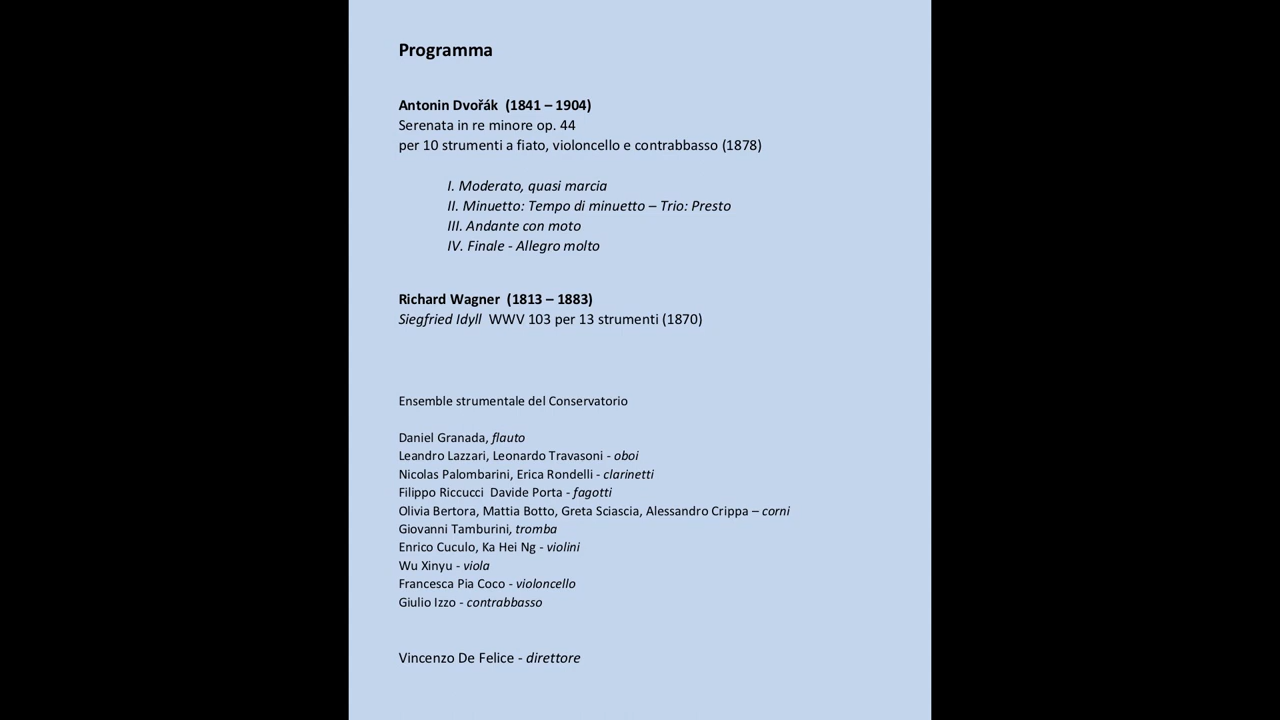 Programma
Antonin Dvořák  (1841 – 1904)
Serenata in re minore op. 44
per 10 strumenti a fiato, violoncello e contrabbasso (1878)
I. Moderato, quasi marcia
II. Minuetto: Tempo di minuetto – Trio: Presto
III. Andante con moto
IV. Finale - Allegro molto
Richard Wagner  (1813 – 1883)
Siegfried Idyll  WWV 103 per 13 strumenti (1870)
Ensemble strumentale del Conservatorio
Daniel Granada, flauto
Leandro Lazzari, Leonardo Travasoni - oboi
Nicolas Palombarini, Erica Rondelli - clarinetti
Filippo Riccucci  Davide Porta - fagotti
Olivia Bertora, Mattia Botto, Greta Sciascia, Alessandro Crippa – corni
Giovanni Tamburini, tromba
Enrico Cuculo, Ka Hei Ng - violini
Wu Xinyu - viola
Francesca Pia Coco - violoncello
Giulio Izzo - contrabbasso
Vincenzo De Felice - direttore